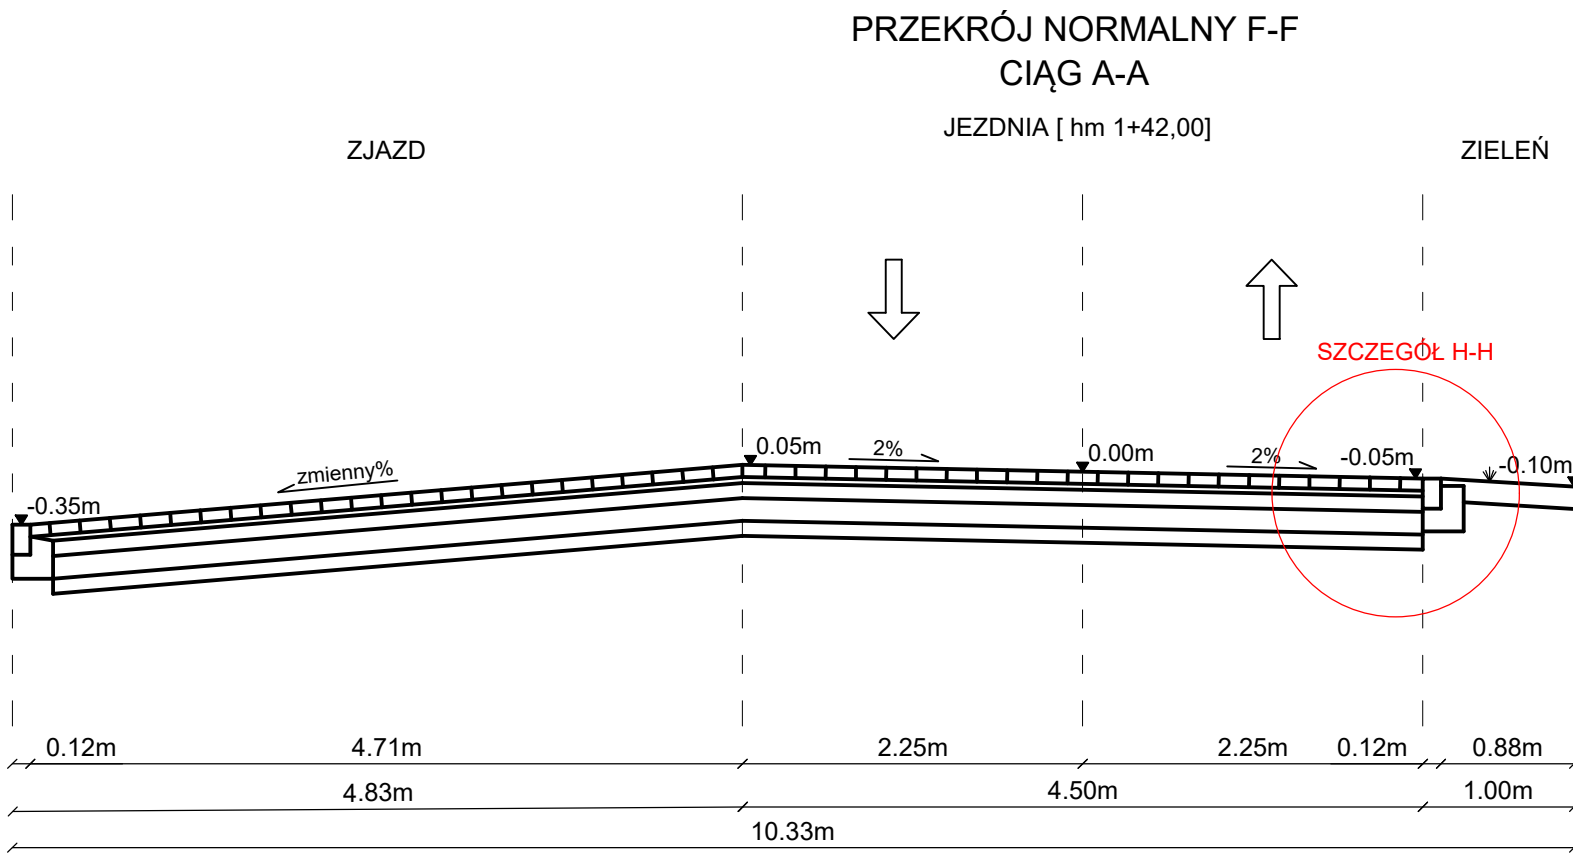 PRZEKRÓJ NORMALNY F-F
CIĄG A-A
JEZDNIA [ hm 1+42,00]
ZJAZD
ZIELEŃ
SZCZEGÓŁ H-H
0.05m
2%
0.00m
2%
-0.05m
-0.10m
zmienny%
-0.35m
0.12m
4.71m
2.25m
2.25m
0.12m
0.88m
4.83m
4.50m
1.00m
10.33m